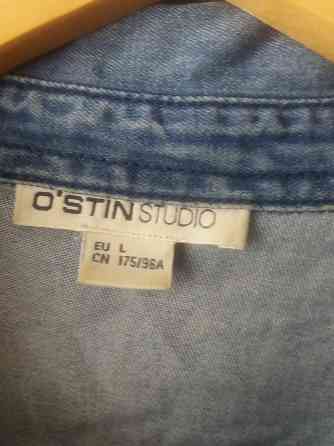 O'STIN STUDIO
EU L
CN 175/96A